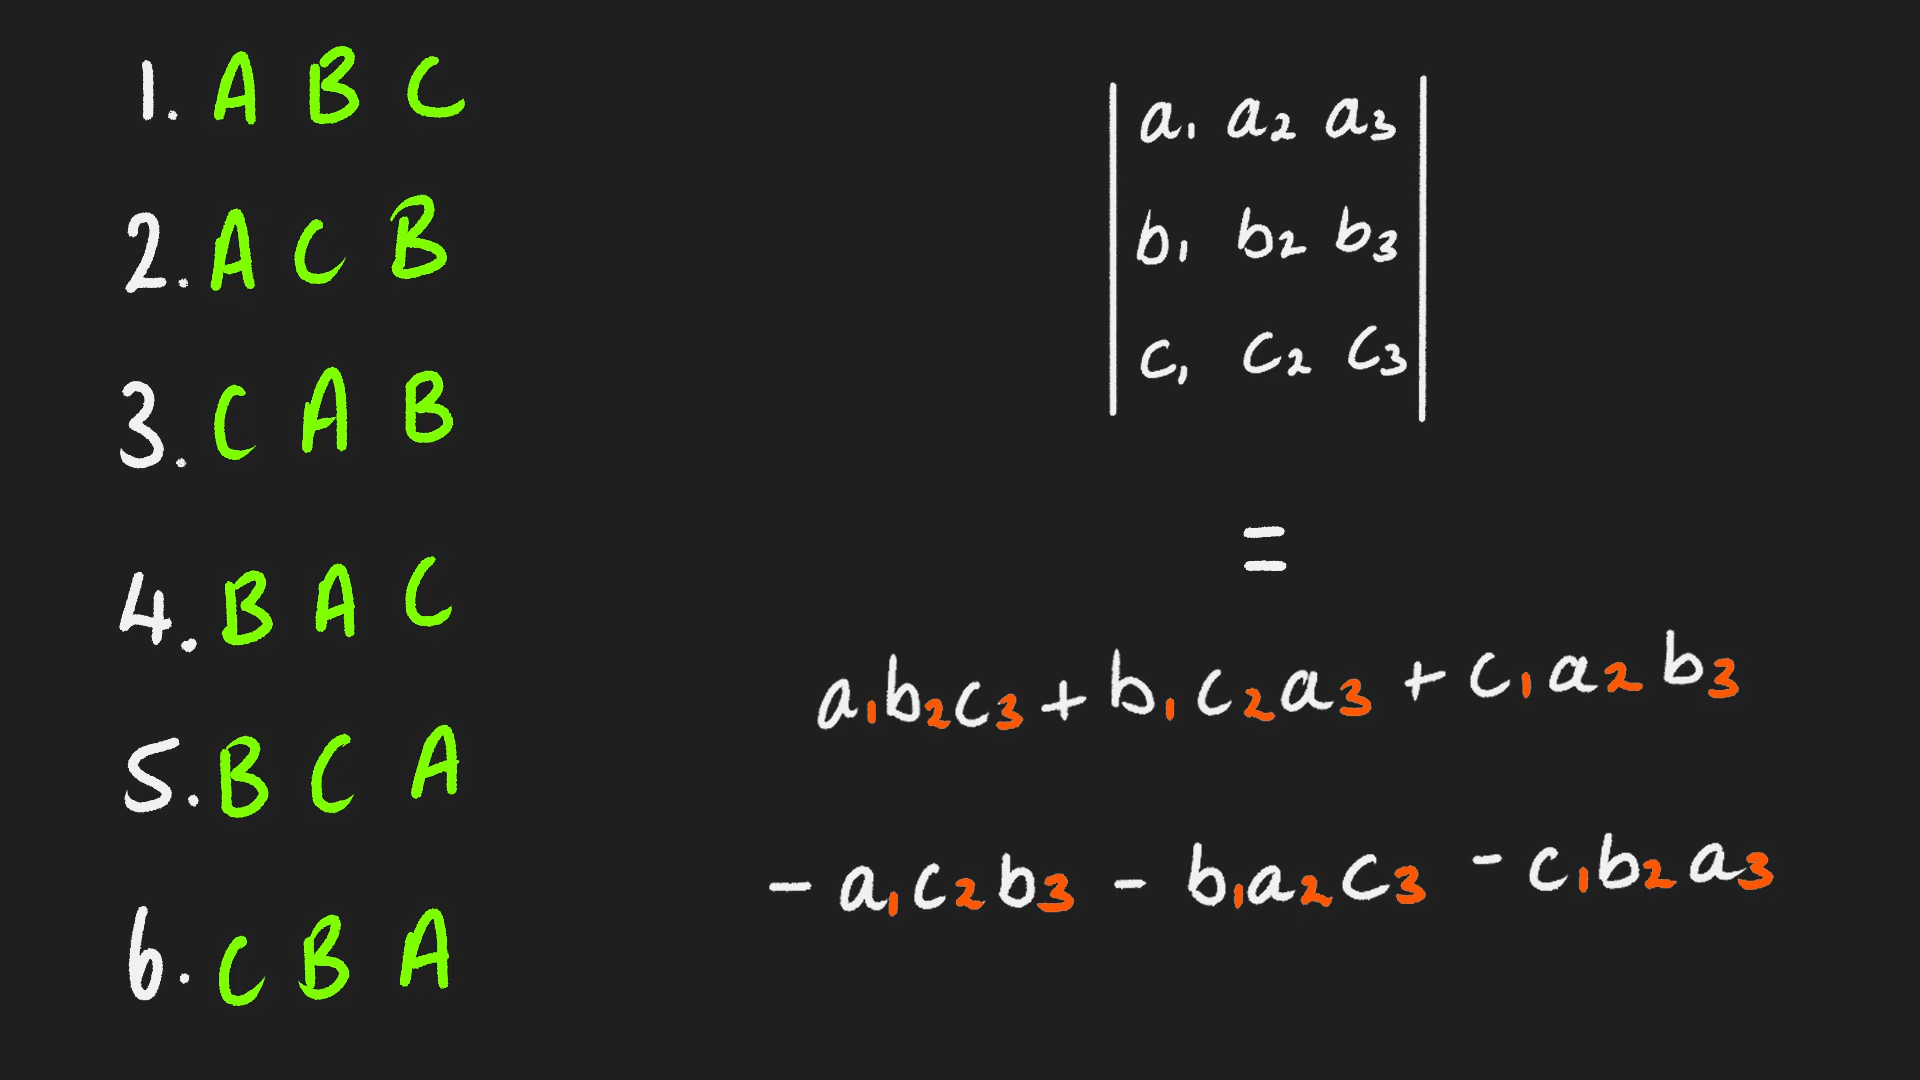 1. A B C
2. A C B
3. C A B
4. B A C
5. B C A
6. C B A
a₁ a₂ a₃
b₁ b₂ b₃
c₁ c₂ c₃
=
a₁b₂c₃ + b₁c₂a₃ + c₁a₂b₃
- a₁c₂b₃ - b₁a₂c₃ - c₁b₂a₃